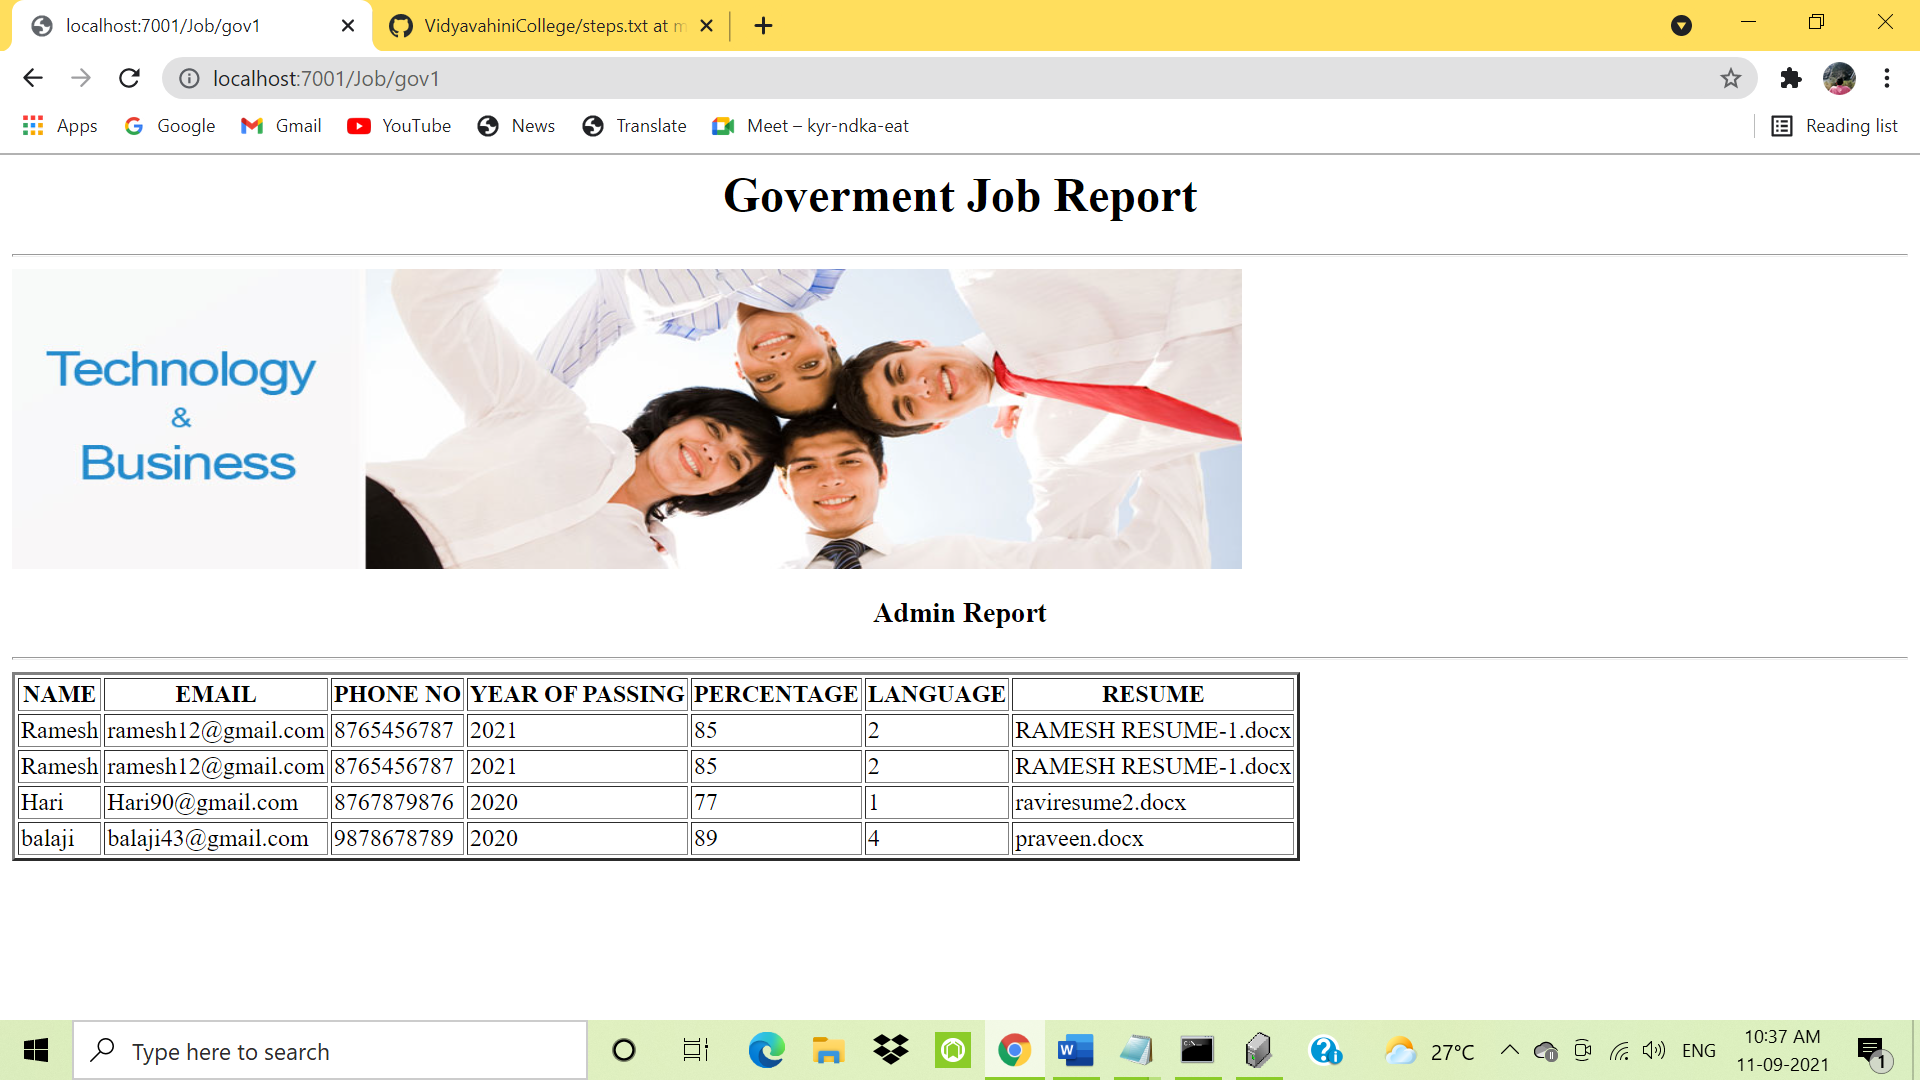 localhost:7001/Job/gov1
VidyavahiniCollege/steps.txt at m
localhost:7001/Job/gov1
Apps Google Gmail YouTube News Translate Meet – kyr-ndka-eat Reading list
Goverment Job Report
Technology
&
Business
Admin Report
NAME EMAIL PHONE NO YEAR OF PASSING PERCENTAGE LANGUAGE RESUME
Ramesh ramesh12@gmail.com 8765456787 2021 85 2 RAMESH RESUME-1.docx
Ramesh ramesh12@gmail.com 8765456787 2021 85 2 RAMESH RESUME-1.docx
Hari Hari90@gmail.com 8767879876 2020 77 1 raviresume2.docx
balaji balaji43@gmail.com 9878678789 2020 89 4 praveen.docx
Type here to search
27°C
ENG
10:37 AM
11-09-2021
1